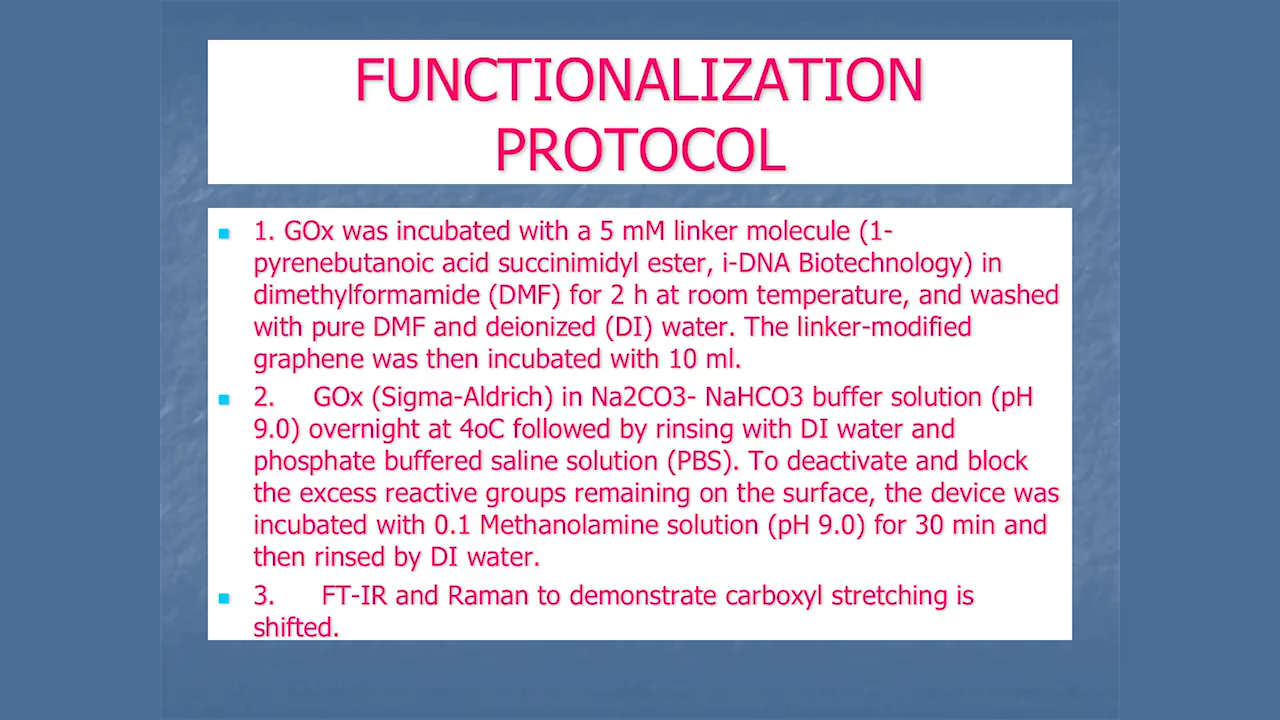 FUNCTIONALIZATION
PROTOCOL
1. GOx was incubated with a 5 mM linker molecule (1-
pyrenebutanoic acid succinimidyl ester, i-DNA Biotechnology) in
dimethylformamide (DMF) for 2 h at room temperature, and washed
with pure DMF and deionized (DI) water. The linker-modified
graphene was then incubated with 10 ml.
2. GOx (Sigma-Aldrich) in Na2CO3- NaHCO3 buffer solution (pH
9.0) overnight at 4oC followed by rinsing with DI water and
phosphate buffered saline solution (PBS). To deactivate and block
the excess reactive groups remaining on the surface, the device was
incubated with 0.1 Methanolamine solution (pH 9.0) for 30 min and
then rinsed by DI water.
3. FT-IR and Raman to demonstrate carboxyl stretching is
shifted.